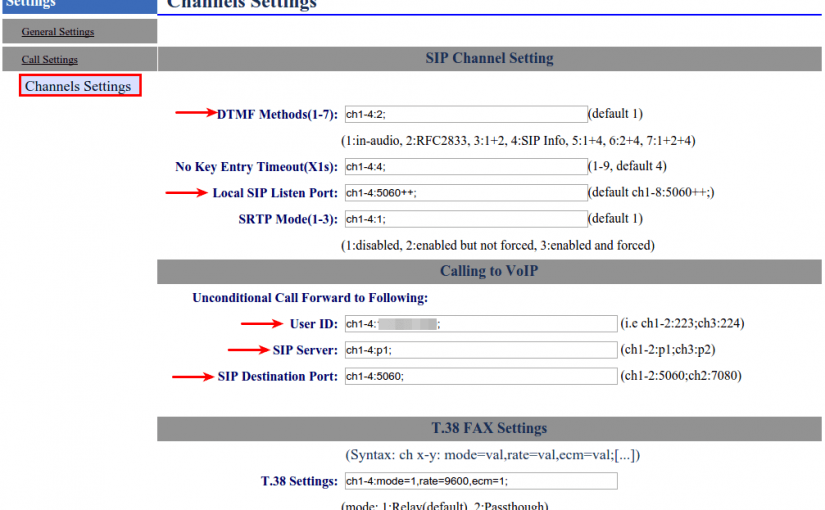 Settings
Channels Settings
General Settings
Call Settings
SIP Channel Setting
Channels Settings
DTMF Methods(1-7): ch1-4:2; (default 1)
(1:in-audio, 2:RFC2833, 3:1+2, 4:SIP Info, 5:1+4, 6:2+4, 7:1+2+4)
No Key Entry Timeout(X1s): ch1-4:4; (1-9, default 4)
Local SIP Listen Port: ch1-4:5060++; (default ch1-8:5060++;)
SRTP Mode(1-3): ch1-4:1; (default 1)
(1:disabled, 2:enabled but not forced, 3:enabled and forced)
Calling to VoIP
Unconditional Call Forward to Following:
User ID: ch1-4: ; (i.e ch1-2:223;ch3:224)
SIP Server: ch1-4:p1; (ch1-2:p1;ch3:p2)
SIP Destination Port: ch1-4:5060; (ch1-2:5060;ch2:7080)
T.38 FAX Settings
(Syntax: ch x-y: mode=val,rate=val,ecm=val;[...])
T.38 Settings: ch1-4:mode=1,rate=9600,ecm=1;
(mode: 1:Relay(default), 2:Passthough)